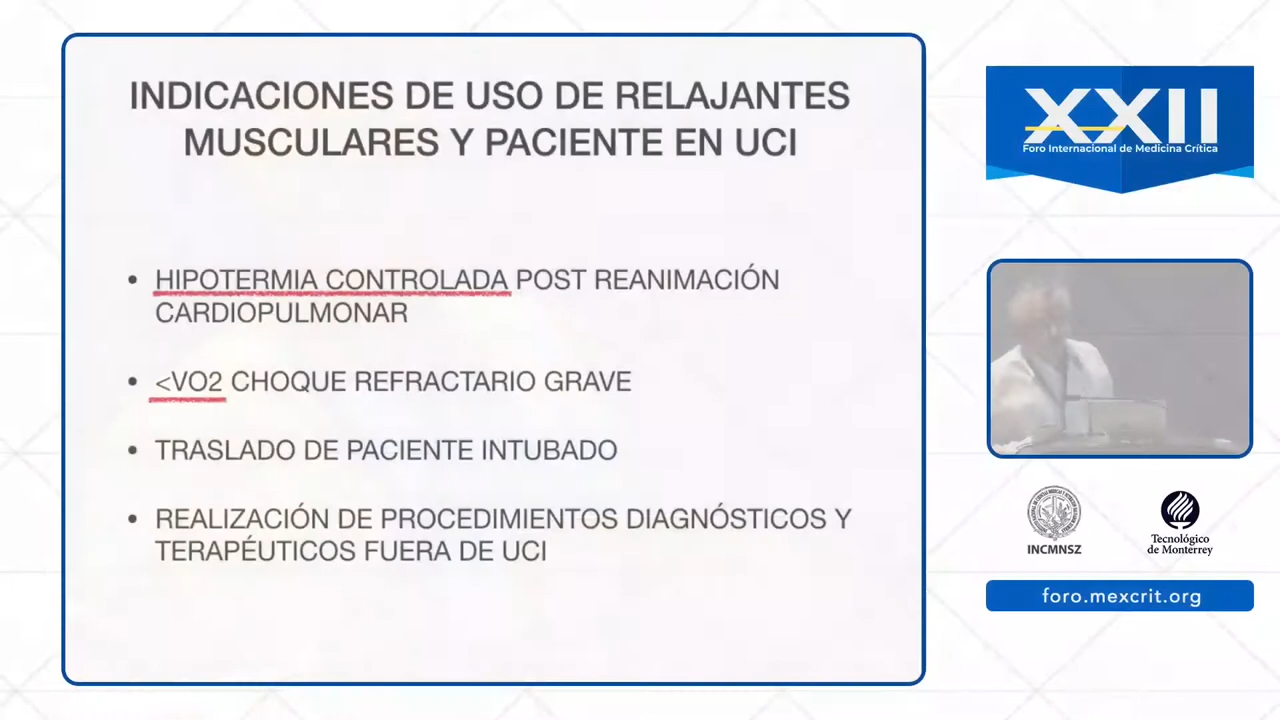 INDICACIONES DE USO DE RELAJANTES
MUSCULARES Y PACIENTE EN UCI
• HIPOTERMIA CONTROLADA POST REANIMACIÓN
CARDIOPULMONAR
• <VO2 CHOQUE REFRACTARIO GRAVE
• TRASLADO DE PACIENTE INTUBADO
• REALIZACIÓN DE PROCEDIMIENTOS DIAGNÓSTICOS Y
TERAPÉUTICOS FUERA DE UCI
XXII
Foro Internacional de Medicina Crítica
INCMNSZ
Tecnológico
de Monterrey
foro.mexcrit.org